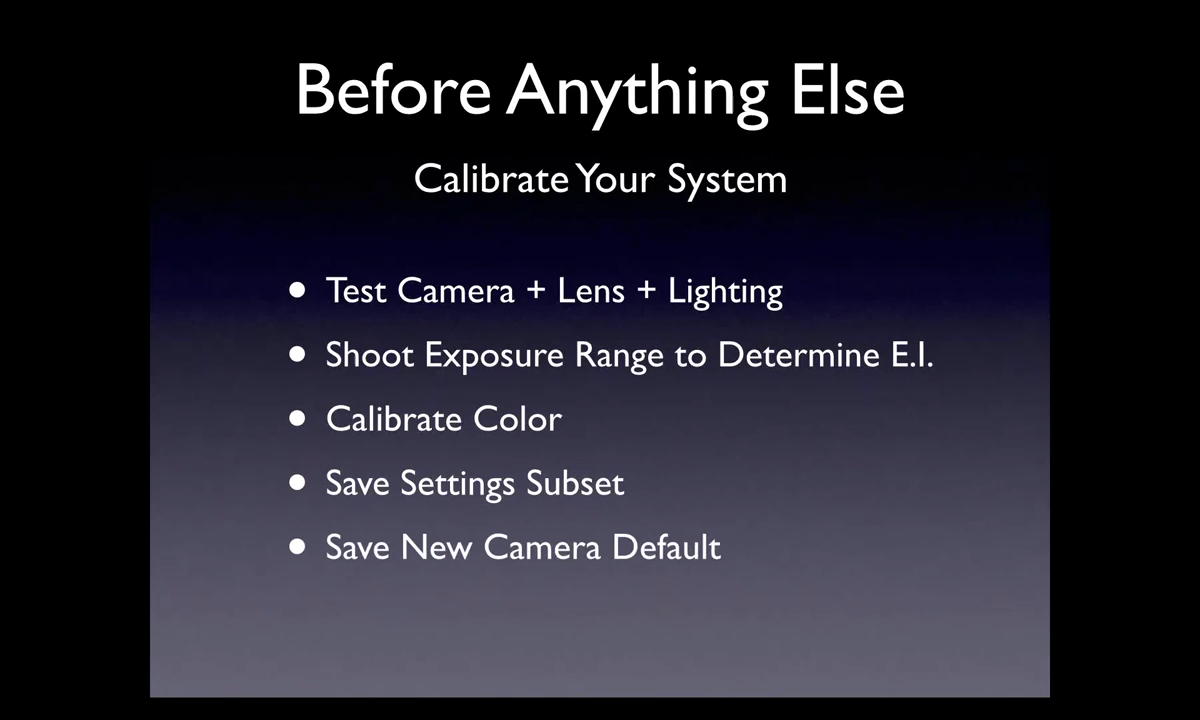 Before Anything Else
Calibrate Your System
• Test Camera + Lens + Lighting
• Shoot Exposure Range to Determine E.I.
• Calibrate Color
• Save Settings Subset
• Save New Camera Default